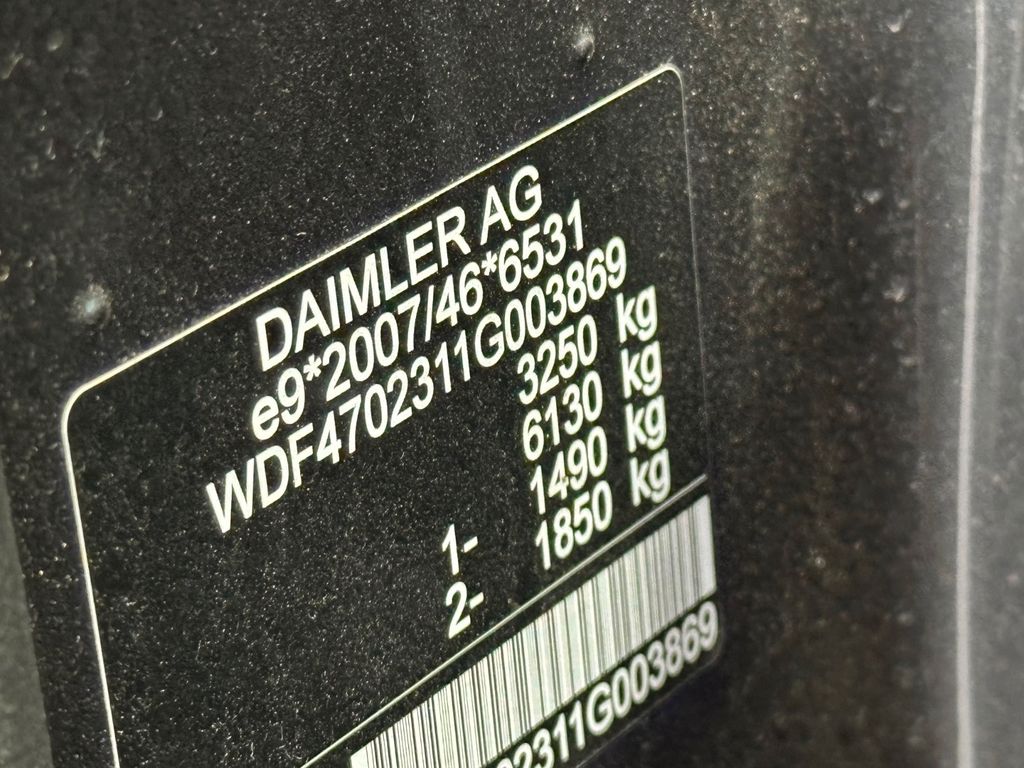 DAIMLER AG
e9*2007/46*6531
WDF4702311G003869
3250 kg
6130 kg
1- 1490 kg
2- 1850 kg
02311G003869